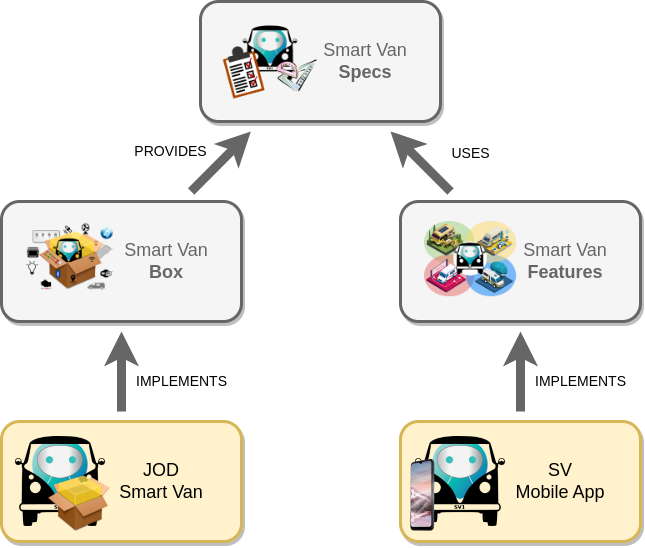 Smart Van
Specs
PROVIDES
USES
Smart Van
Box
Smart Van
Features
IMPLEMENTS
IMPLEMENTS
JOD
Smart Van
SV
Mobile App
SV1